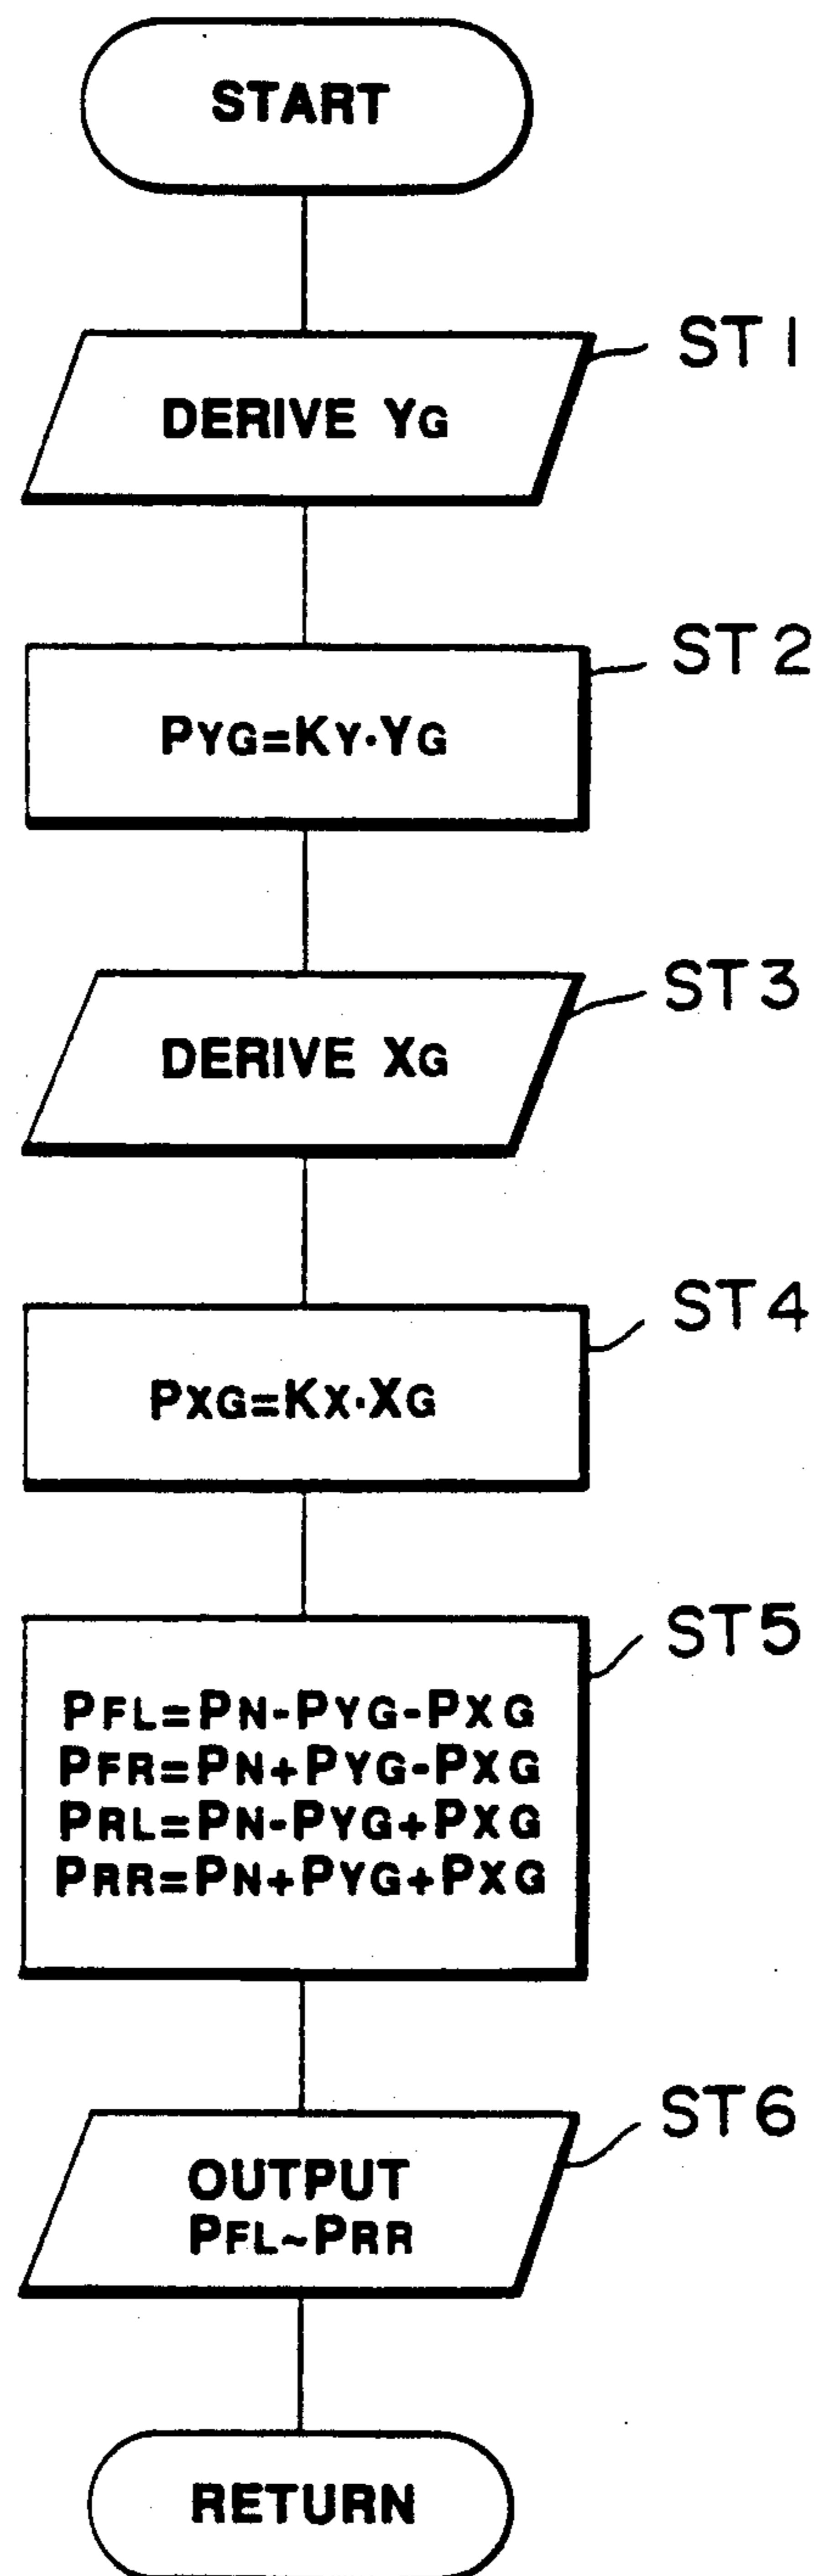 START
ST1
DERIVE YG
ST2
PYG=KY·YG
ST3
DERIVE XG
ST4
PXG=KX·XG
ST5
PFL=PN-PYG-PXG
PFR=PN+PYG-PXG
PRL=PN-PYG+PXG
PRR=PN+PYG+PXG
ST6
OUTPUT
PFL~PRR
RETURN